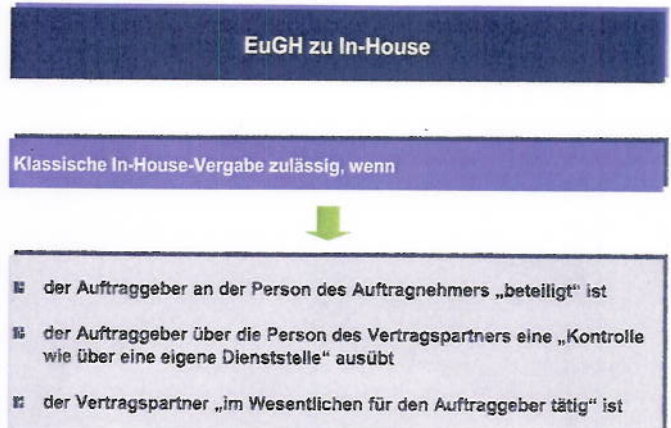 EuGH zu In-House
Klassische In-House-Vergabe zulässig, wenn
der Auftraggeber an der Person des Auftragnehmers „beteiligt“ ist
der Auftraggeber über die Person des Vertragspartners eine „Kontrolle
wie über eine eigene Dienststelle“ ausübt
der Vertragspartner „im Wesentlichen für den Auftraggeber tätig“ ist